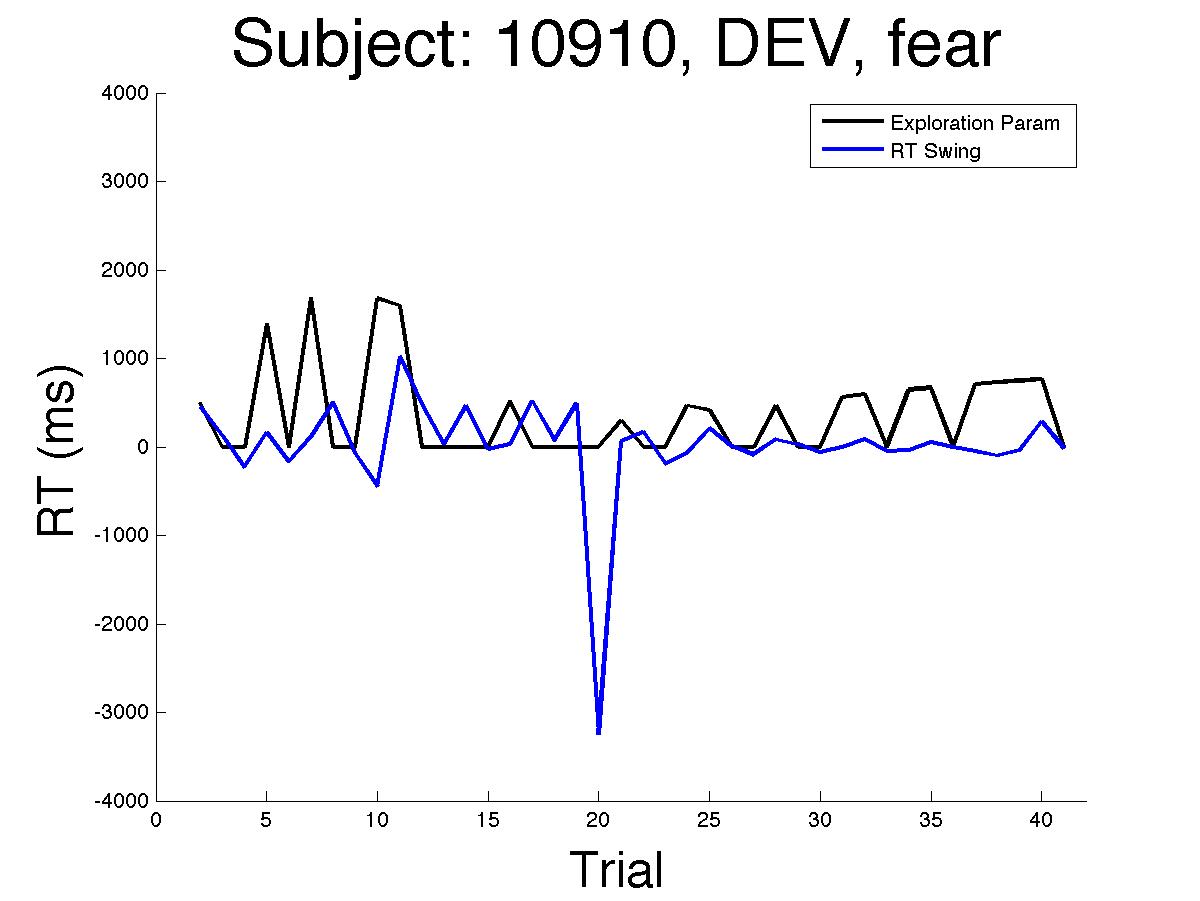 Subject: 10910, DEV, fear
4000
3000
2000
1000
0
-1000
-2000
-3000
-4000
RT (ms)
Exploration Param
RT Swing
0 5 10 15 20 25 30 35 40
Trial